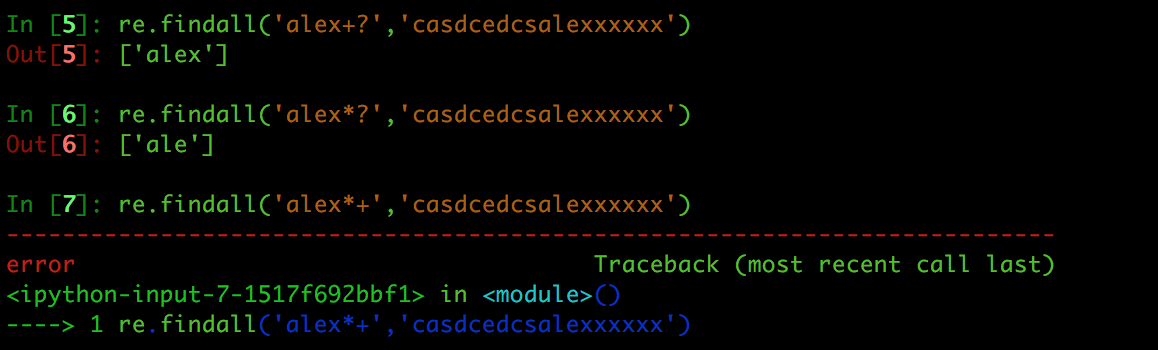 In [5]: re.findall('alex+?','casdcedcsalexxxxxx')
Out[5]: ['alex']
In [6]: re.findall('alex*?','casdcedcsalexxxxxx')
Out[6]: ['ale']
In [7]: re.findall('alex*+','casdcedcsalexxxxxx')
---------------------------------------------------------------------------
error                                     Traceback (most recent call last)
<ipython-input-7-1517f692bbf1> in <module>()
----> 1 re.findall('alex*+','casdcedcsalexxxxxx')